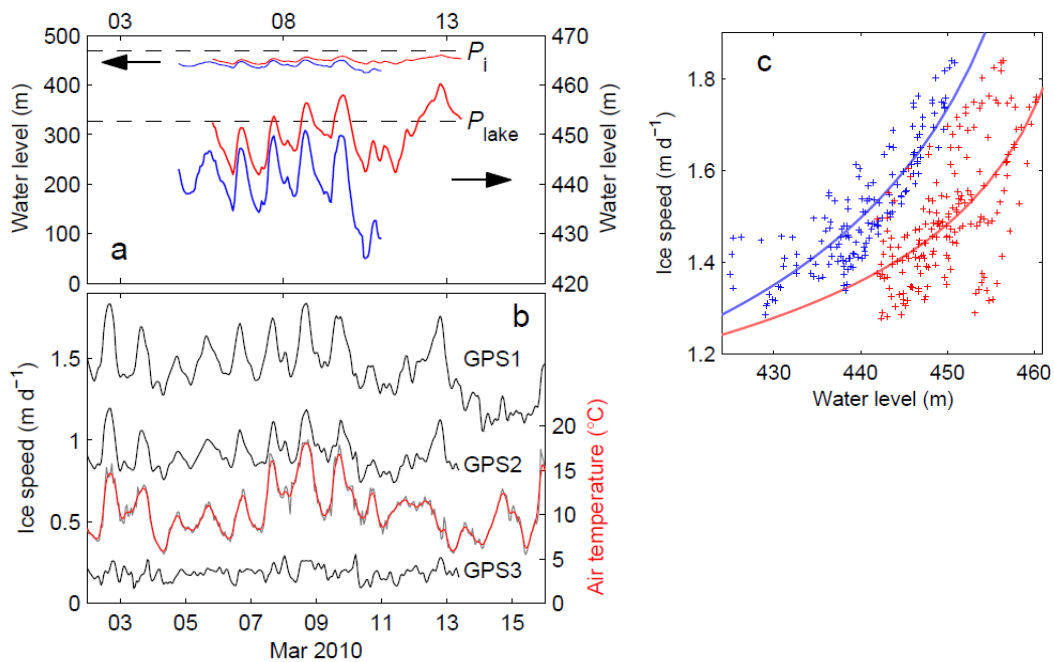 03 08 13
500 400 300 200 100 0
Water level (m)
a
P_i
P_lake
470 460 450 440 430 420
Water level (m)
b
1.5 1 0.5 0
Ice speed (m d⁻¹)
GPS1
GPS2
GPS3
20 15 10 5 0
Air temperature (°C)
03 05 07 09 11 13 15
Mar 2010
c
1.8 1.6 1.4 1.2
Ice speed (m d⁻¹)
430 440 450 460
Water level (m)